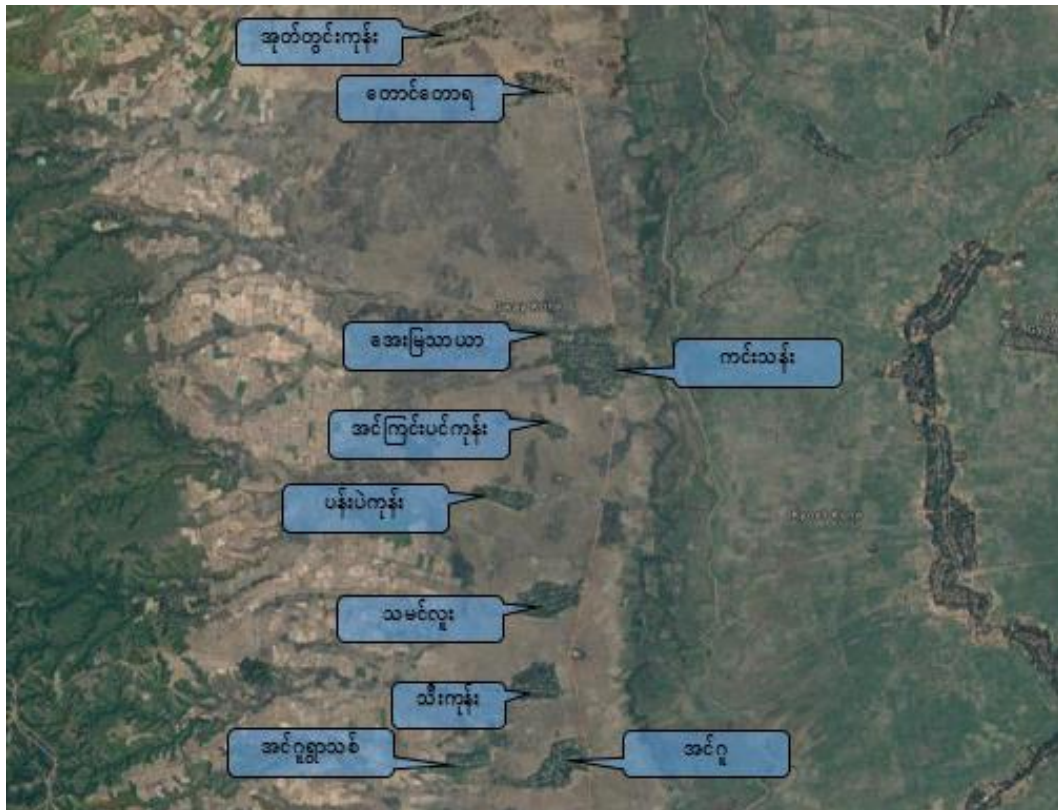 အုတ်တွင်းကုန်း
တောင်တောရ
အေးမြသာယာ
ကင်းသန်း
အင်ကြင်းပင်ကုန်း
ပန်းပဲကုန်း
သမင်လူး
သီးကုန်း
အင်ဂူရွာသစ်
အင်ဂူ